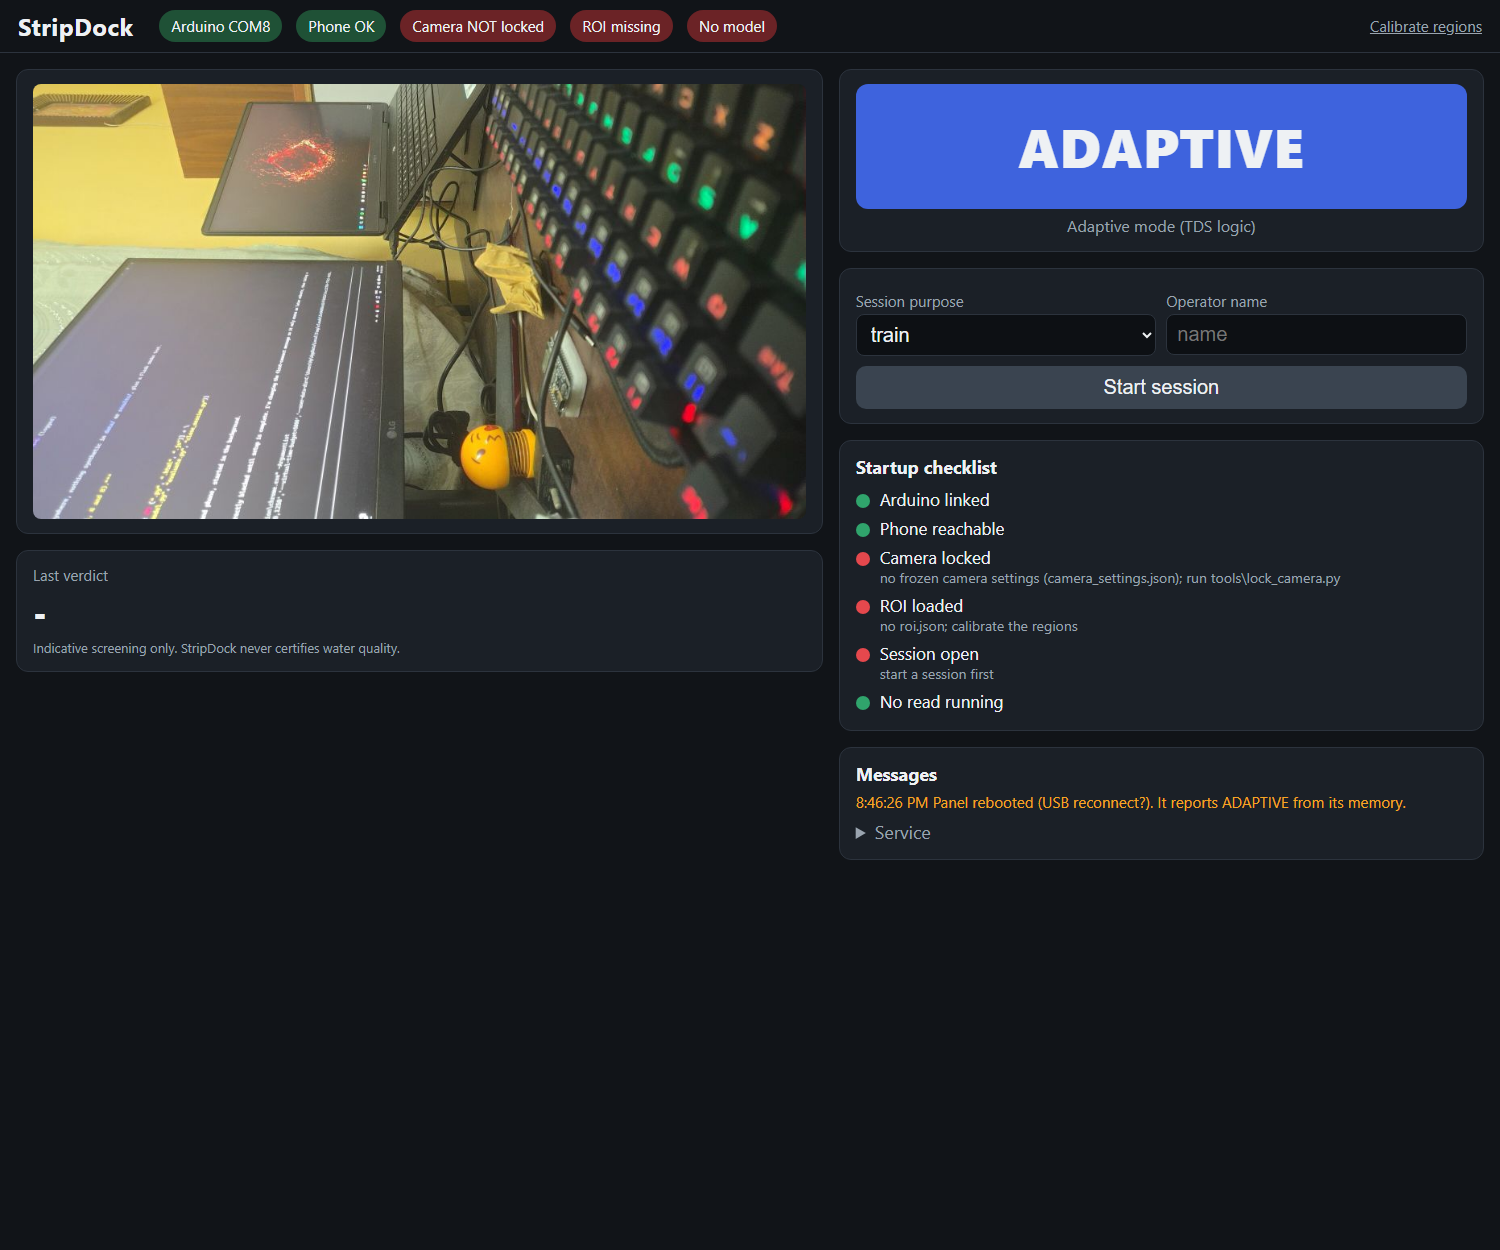 StripDock
Arduino COM8
Phone OK
Camera NOT locked
ROI missing
No model
Calibrate regions
ADAPTIVE
Adaptive mode (TDS logic)
Session purpose
Operator name
train
name
Start session
Startup checklist
Arduino linked
Phone reachable
Camera locked
no frozen camera settings (camera_settings.json); run tools\lock_camera.py
ROI loaded
no roi.json; calibrate the regions
Session open
start a session first
No read running
Messages
8:46:26 PM Panel rebooted (USB reconnect?). It reports ADAPTIVE from its memory.
Service
LG
Last verdict
-
Indicative screening only. StripDock never certifies water quality.